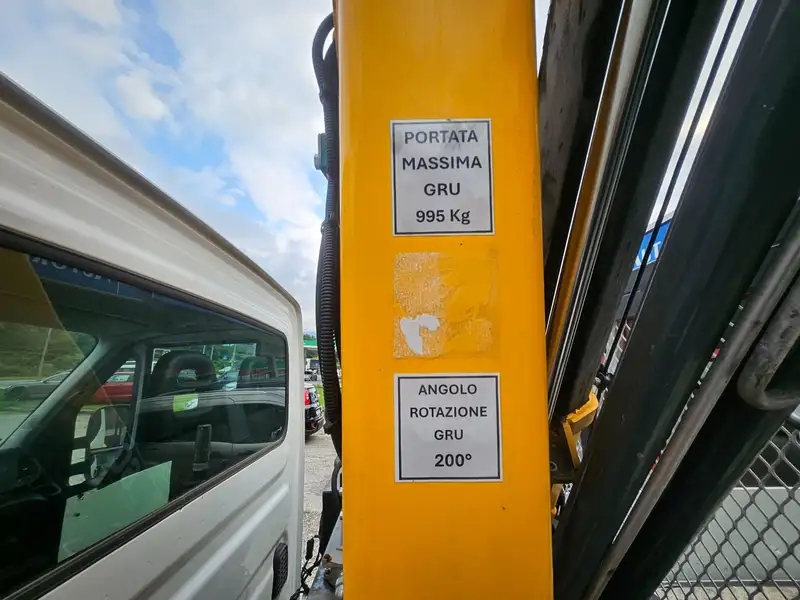 PORTATA
MASSIMA
GRU
995 Kg
ANGOLO
ROTAZIONE
GRU
200°